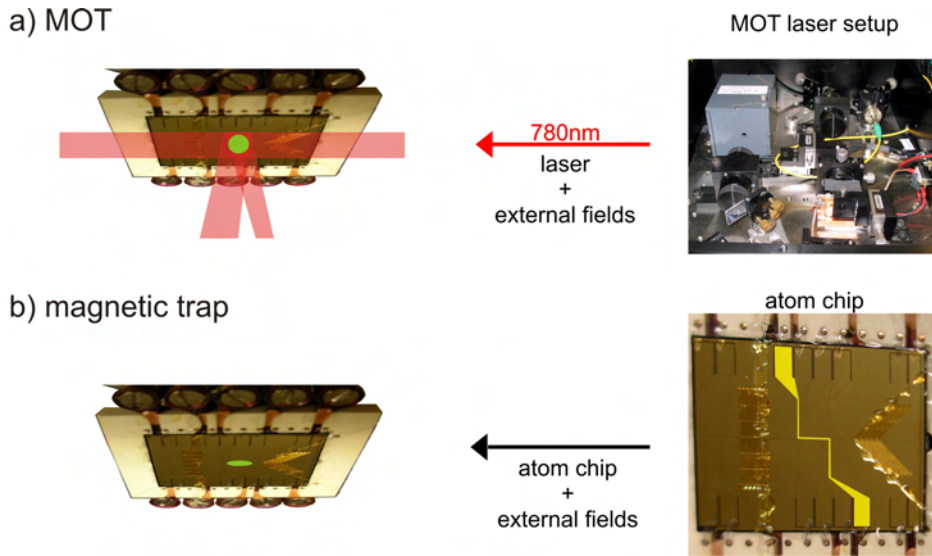 a) MOT
MOT laser setup
780nm
laser
+
external fields
b) magnetic trap
atom chip
atom chip
+
external fields